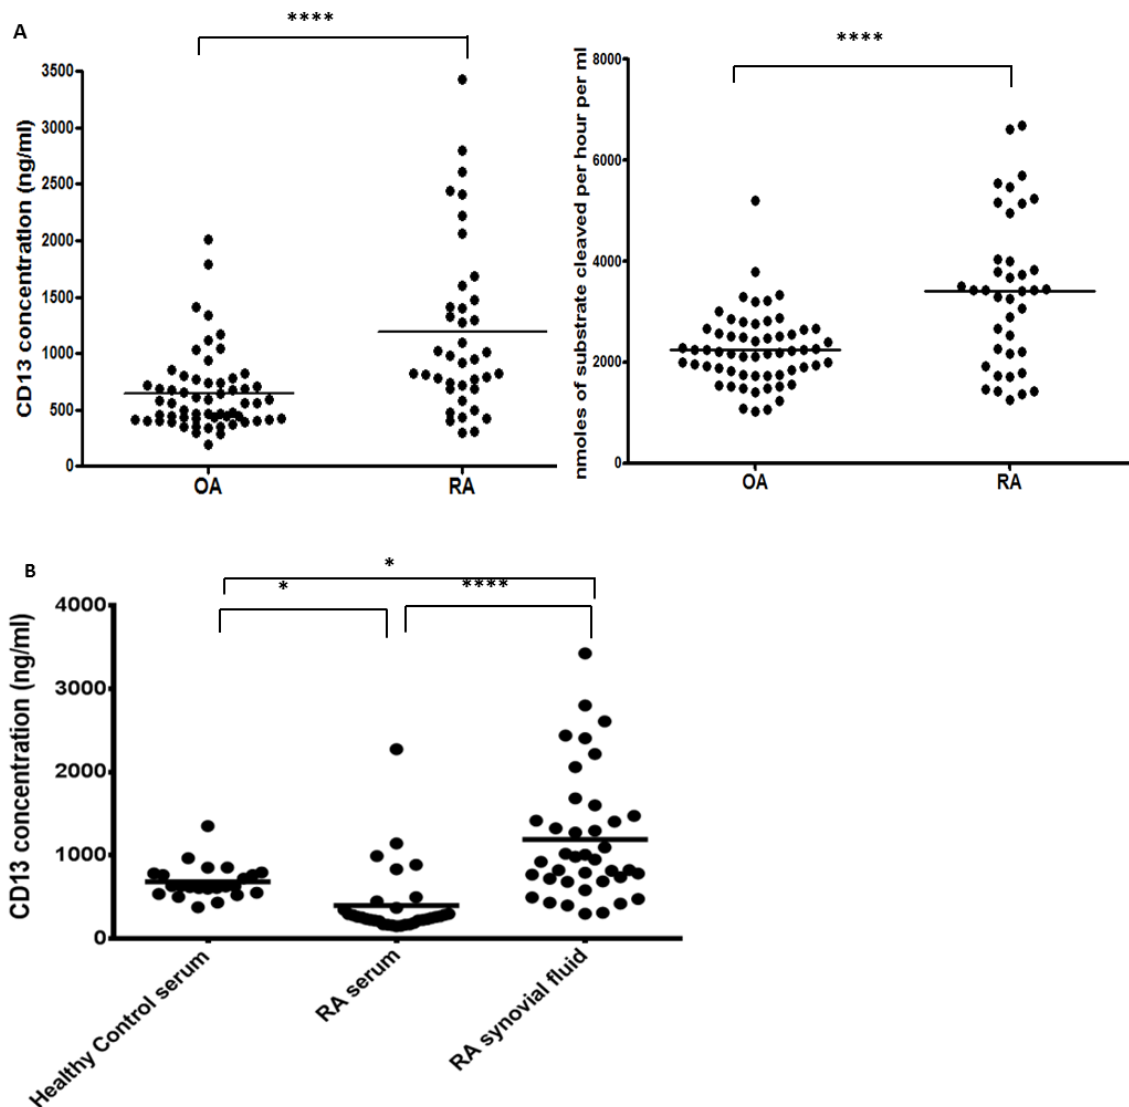 A
****
CD13 concentration (ng/ml)
3500
3000
2500
2000
1500
1000
500
0
OA
RA
****
nmoles of substrate cleaved per hour per ml
8000
6000
4000
2000
0
OA
RA
B
*
*
****
CD13 concentration (ng/ml)
4000
3000
2000
1000
0
Healthy Control serum
RA serum
RA synovial fluid